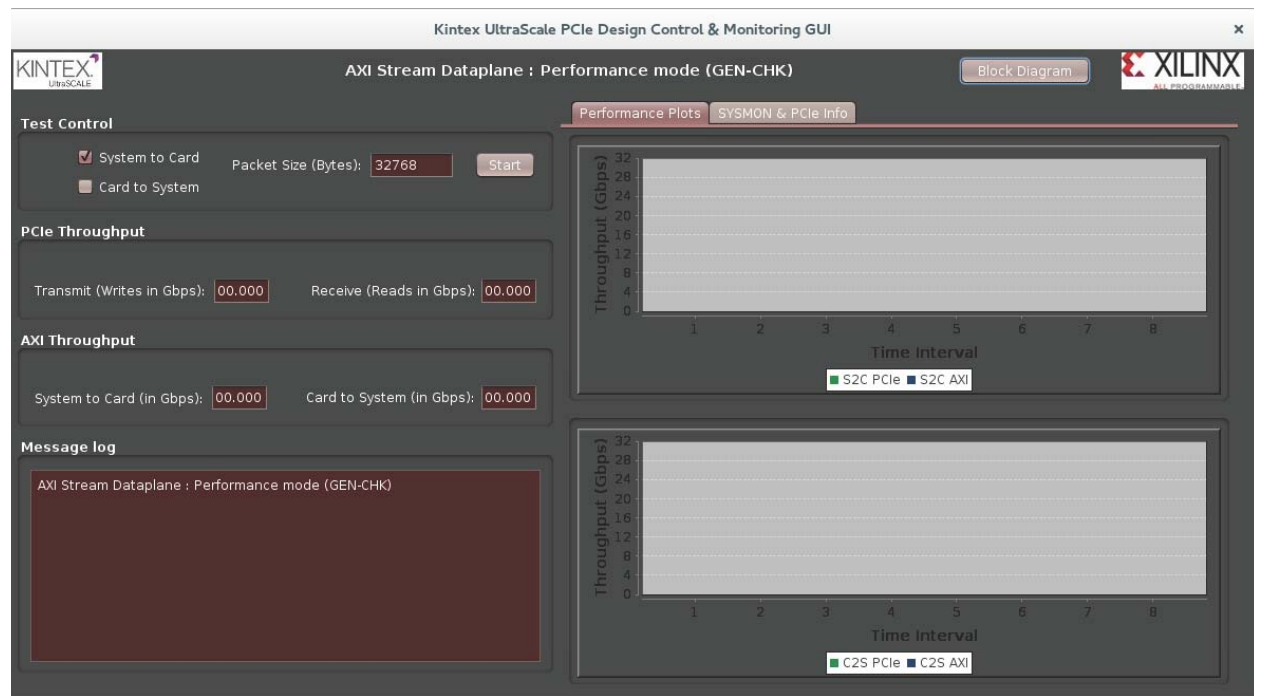 Kintex UltraScale PCIe Design Control & Monitoring GUI
x
KINTEX
UltraSCALE
AXI Stream Dataplane : Performance mode (GEN-CHK)
Block Diagram
XILINX
ALL PROGRAMMABLE.
Test Control
System to Card
Card to System
Packet Size (Bytes): 32768
Start
PCIe Throughput
Transmit (Writes in Gbps): 00.000 Receive (Reads in Gbps): 00.000
AXI Throughput
System to Card (in Gbps): 00.000 Card to System (in Gbps): 00.000
Message log
AXI Stream Dataplane : Performance mode (GEN-CHK)
Performance Plots SYSMON & PCIe Info
Throughput (Gbps)
32
28
24
20
16
12
8
4
0
1 2 3 4 5 6 7 8
Time Interval
S2C PCIe S2C AXI
Throughput (Gbps)
32
28
24
20
16
12
8
4
0
1 2 3 4 5 6 7 8
Time Interval
C2S PCIe C2S AXI